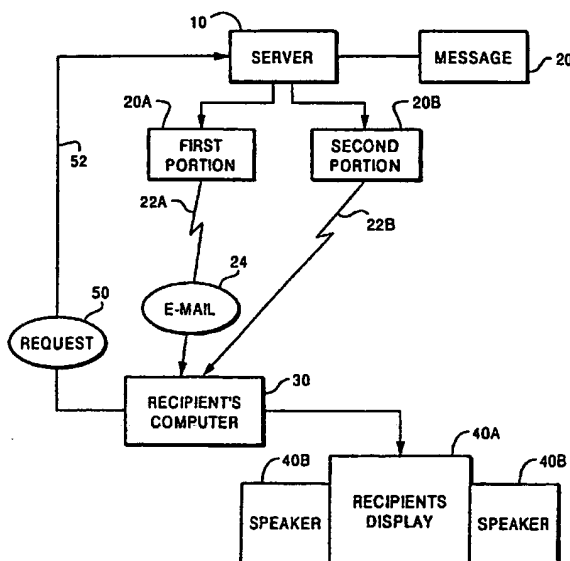 10
SERVER
MESSAGE
20
20A
20B
FIRST
PORTION
SECOND
PORTION
52
22A
22B
24
E-MAIL
50
REQUEST
30
RECIPIENT'S
COMPUTER
40A
40B
40B
SPEAKER
RECIPIENTS
DISPLAY
SPEAKER